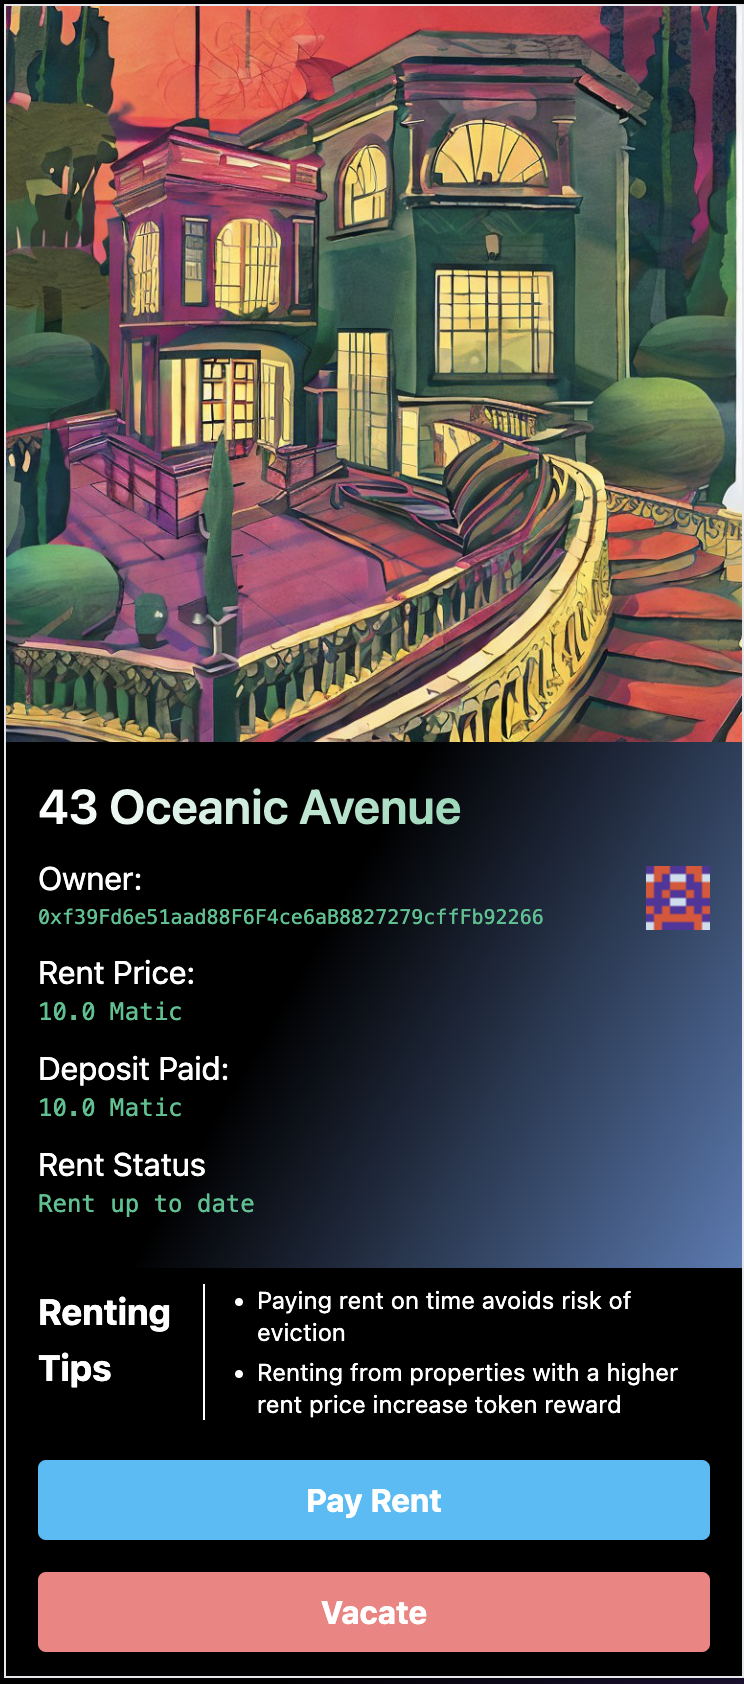 43 Oceanic Avenue
Owner:
0xf39Fd6e51aad88F6F4ce6aB8827279cffFb92266
Rent Price:
10.0 Matic
Deposit Paid:
10.0 Matic
Rent Status
Rent up to date
Renting
Tips
• Paying rent on time avoids risk of
eviction
• Renting from properties with a higher
rent price increase token reward
Pay Rent
Vacate